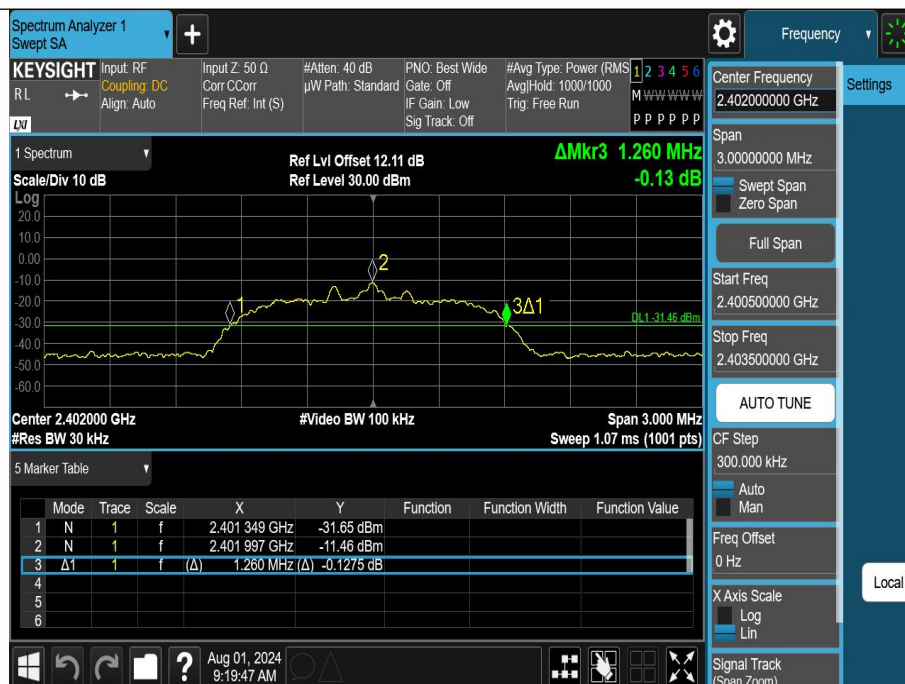 Spectrum Analyzer 1
Swept SA
+
Frequency
KEYSIGHT
RL
LXI
Input: RF
Coupling: DC
Align: Auto
Input Z: 50 Ω
Corr CCorr
Freq Ref: Int (S)
#Atten: 40 dB
µW Path: Standard
PNO: Best Wide
Gate: Off
IF Gain: Low
Sig Track: Off
#Avg Type: Power (RMS
Avg|Hold: 1000/1000
Trig: Free Run
1 2 3 4 5 6
M W W W W W
P P P P P P
1 Spectrum
Scale/Div 10 dB
Ref Lvl Offset 12.11 dB
Ref Level 30.00 dBm
ΔMkr3 1.260 MHz
-0.13 dB
Log
20.0
10.0
0.00
-10.0
-20.0
-30.0
-40.0
-50.0
-60.0
1
2
3Δ1
DL1 -31.46 dBm
Center 2.402000 GHz
#Res BW 30 kHz
#Video BW 100 kHz
Span 3.000 MHz
Sweep 1.07 ms (1001 pts)
5 Marker Table
Mode Trace Scale X Y Function Function Width Function Value
1 N 1 f 2.401 349 GHz -31.65 dBm
2 N 1 f 2.401 997 GHz -11.46 dBm
3 Δ1 1 f (Δ) 1.260 MHz (Δ) -0.1275 dB
4
5
6
?
Aug 01, 2024
9:19:47 AM
Center Frequency
2.402000000 GHz
Span
3.00000000 MHz
Swept Span
Zero Span
Full Span
Start Freq
2.400500000 GHz
Stop Freq
2.403500000 GHz
AUTO TUNE
CF Step
300.000 kHz
Auto
Man
Freq Offset
0 Hz
X Axis Scale
Log
Lin
Signal Track
(Span Zoom)
Settings
Local